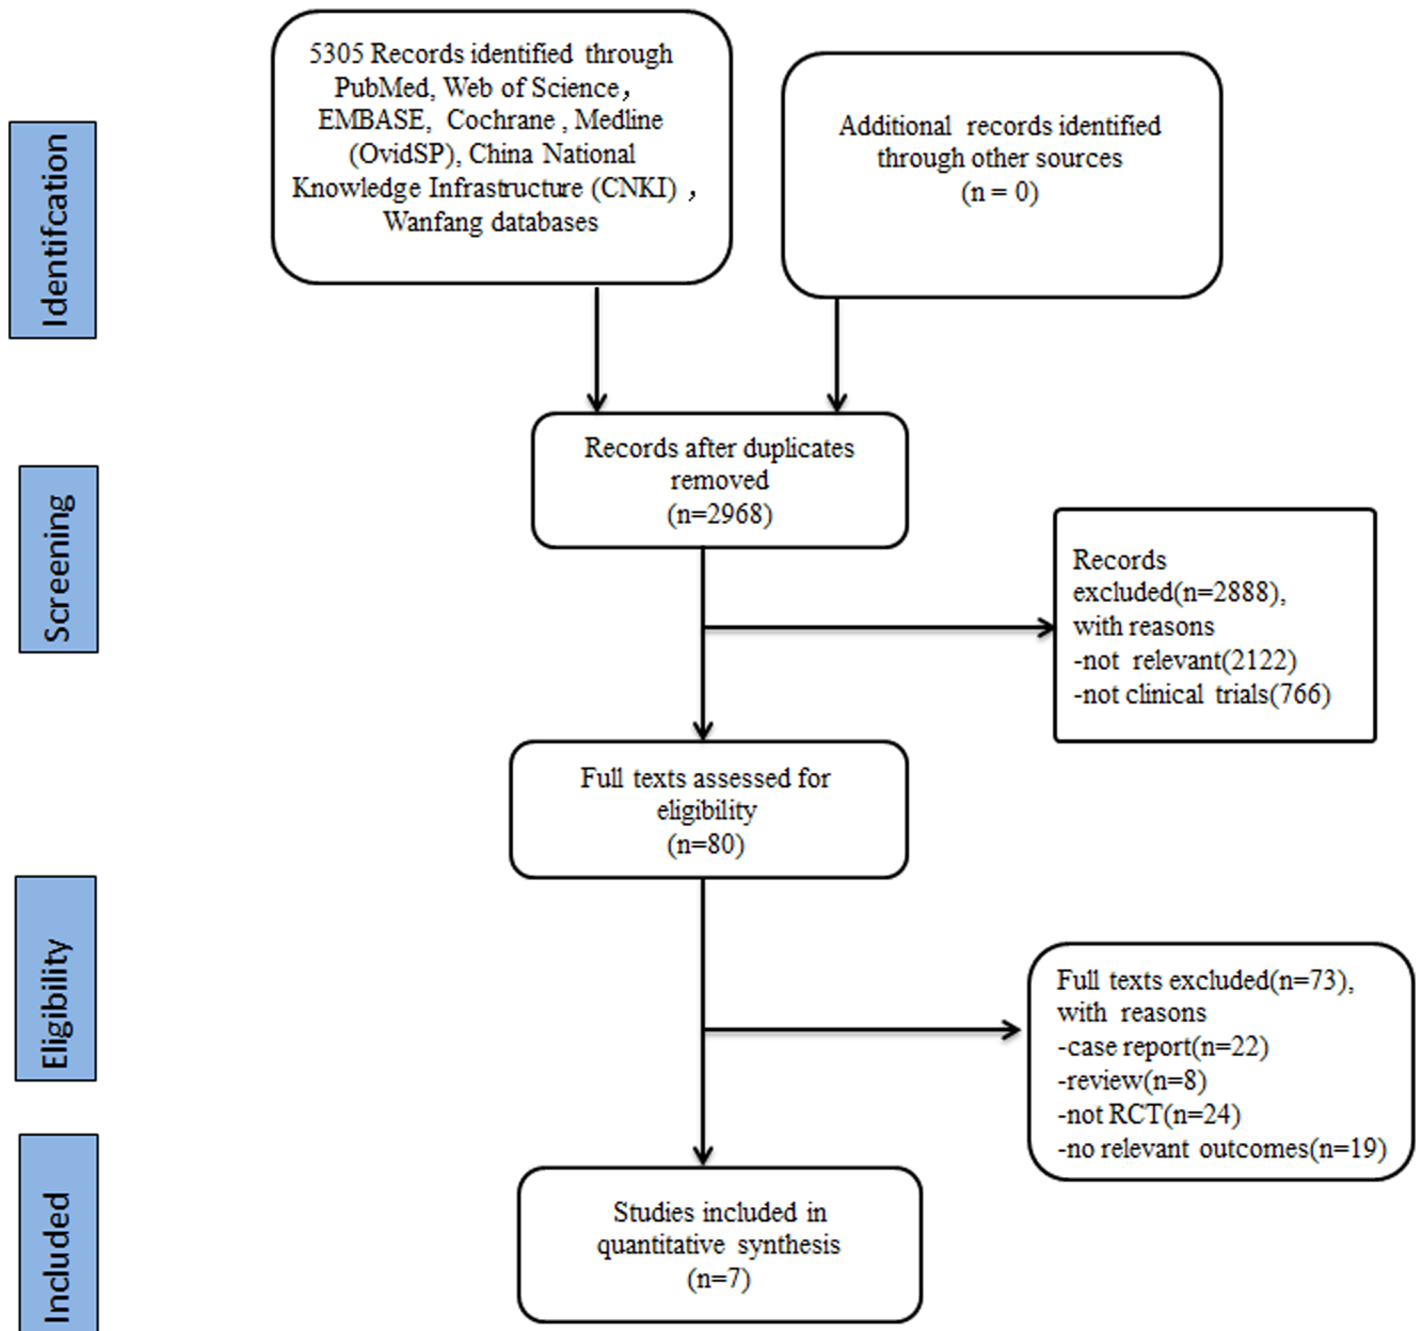 5305 Records identified through
PubMed, Web of Science，
EMBASE, Cochrane , Medline
(OvidSP), China National
Knowledge Infrastructure (CNKI) ，
Wanfang databases
Additional records identified
through other sources
(n = 0)
Identifcation
Records after duplicates
removed
(n=2968)
Screening
Records
excluded(n=2888),
with reasons
-not relevant(2122)
-not clinical trials(766)
Full texts assessed for
eligibility
(n=80)
Eligibility
Full texts excluded(n=73),
with reasons
-case report(n=22)
-review(n=8)
-not RCT(n=24)
-no relevant outcomes(n=19)
Included
Studies included in
quantitative synthesis
(n=7)